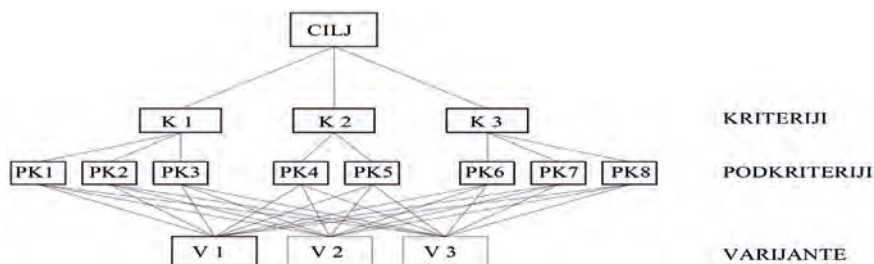 CILJ
K 1 K 2 K 3 KRITERIJI
PK1 PK2 PK3 PK4 PK5 PK6 PK7 PK8 PODKRITERIJI
V 1 V 2 V 3 VARIJANTE